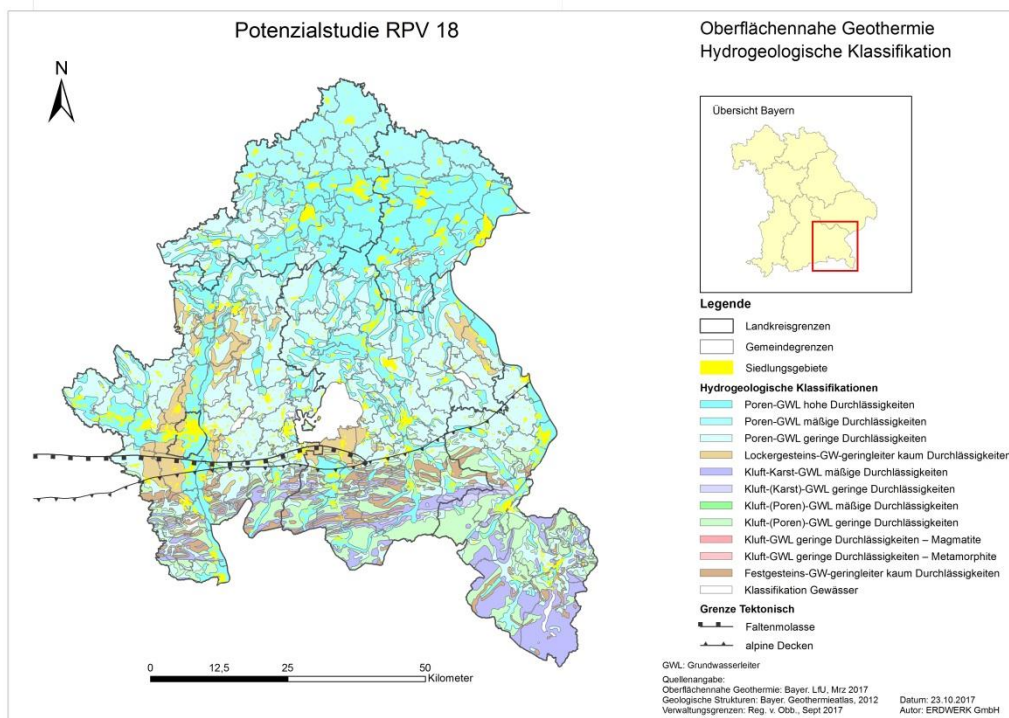 Potenzialstudie RPV 18
Oberflächennahe Geothermie
Hydrogeologische Klassifikation
N
Übersicht Bayern
Legende
Landkreisgrenzen
Gemeindegrenzen
Siedlungsgebiete
Hydrogeologische Klassifikationen
Poren-GWL hohe Durchlässigkeiten
Poren-GWL mäßige Durchlässigkeiten
Poren-GWL geringe Durchlässigkeiten
Lockergesteins-GW-geringleiter kaum Durchlässigkeiten
Kluft-Karst-GWL mäßige Durchlässigkeiten
Kluft-(Karst)-GWL geringe Durchlässigkeiten
Kluft-(Poren)-GWL mäßige Durchlässigkeiten
Kluft-(Poren)-GWL geringe Durchlässigkeiten
Kluft-GWL geringe Durchlässigkeiten – Magmatite
Kluft-GWL geringe Durchlässigkeiten – Metamorphite
Festgesteins-GW-geringleiter kaum Durchlässigkeiten
Klassifikation Gewässer
Grenze Tektonisch
Faltenmolasse
alpine Decken
0 12,5 25 50
Kilometer
GWL: Grundwasserleiter
Quellenangabe:
Oberflächennahe Geothermie: Bayer. LfU, Mrz 2017
Geologische Strukturen: Bayer. Geothermieatlas, 2012 Datum: 23.10.2017
Verwaltungsgrenzen: Reg. v. Obb., Sept 2017 Autor: ERDWERK GmbH